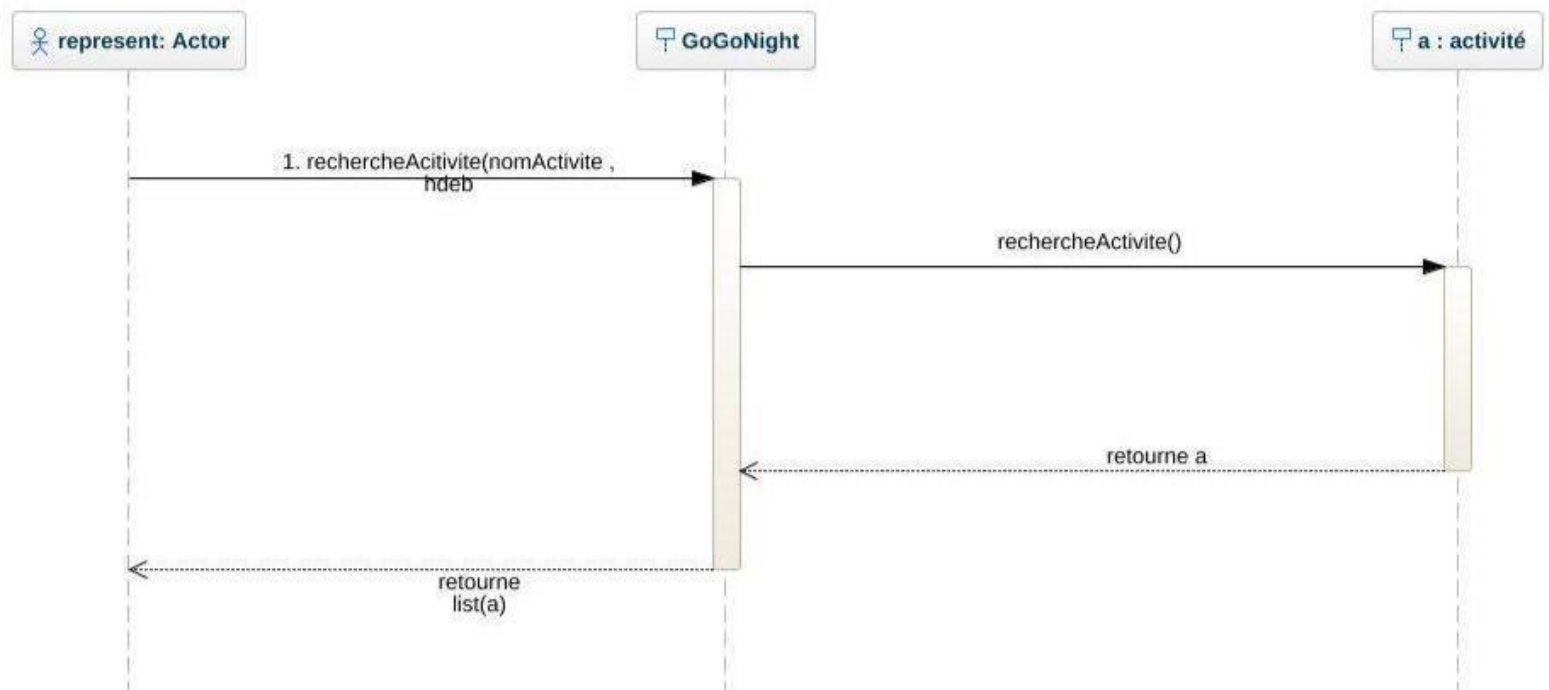 represent: Actor
GoGoNight
a : activité
1. rechercheAcitivite(nomActivite ,
hdeb
rechercheActivite()
retourne a
retourne
list(a)